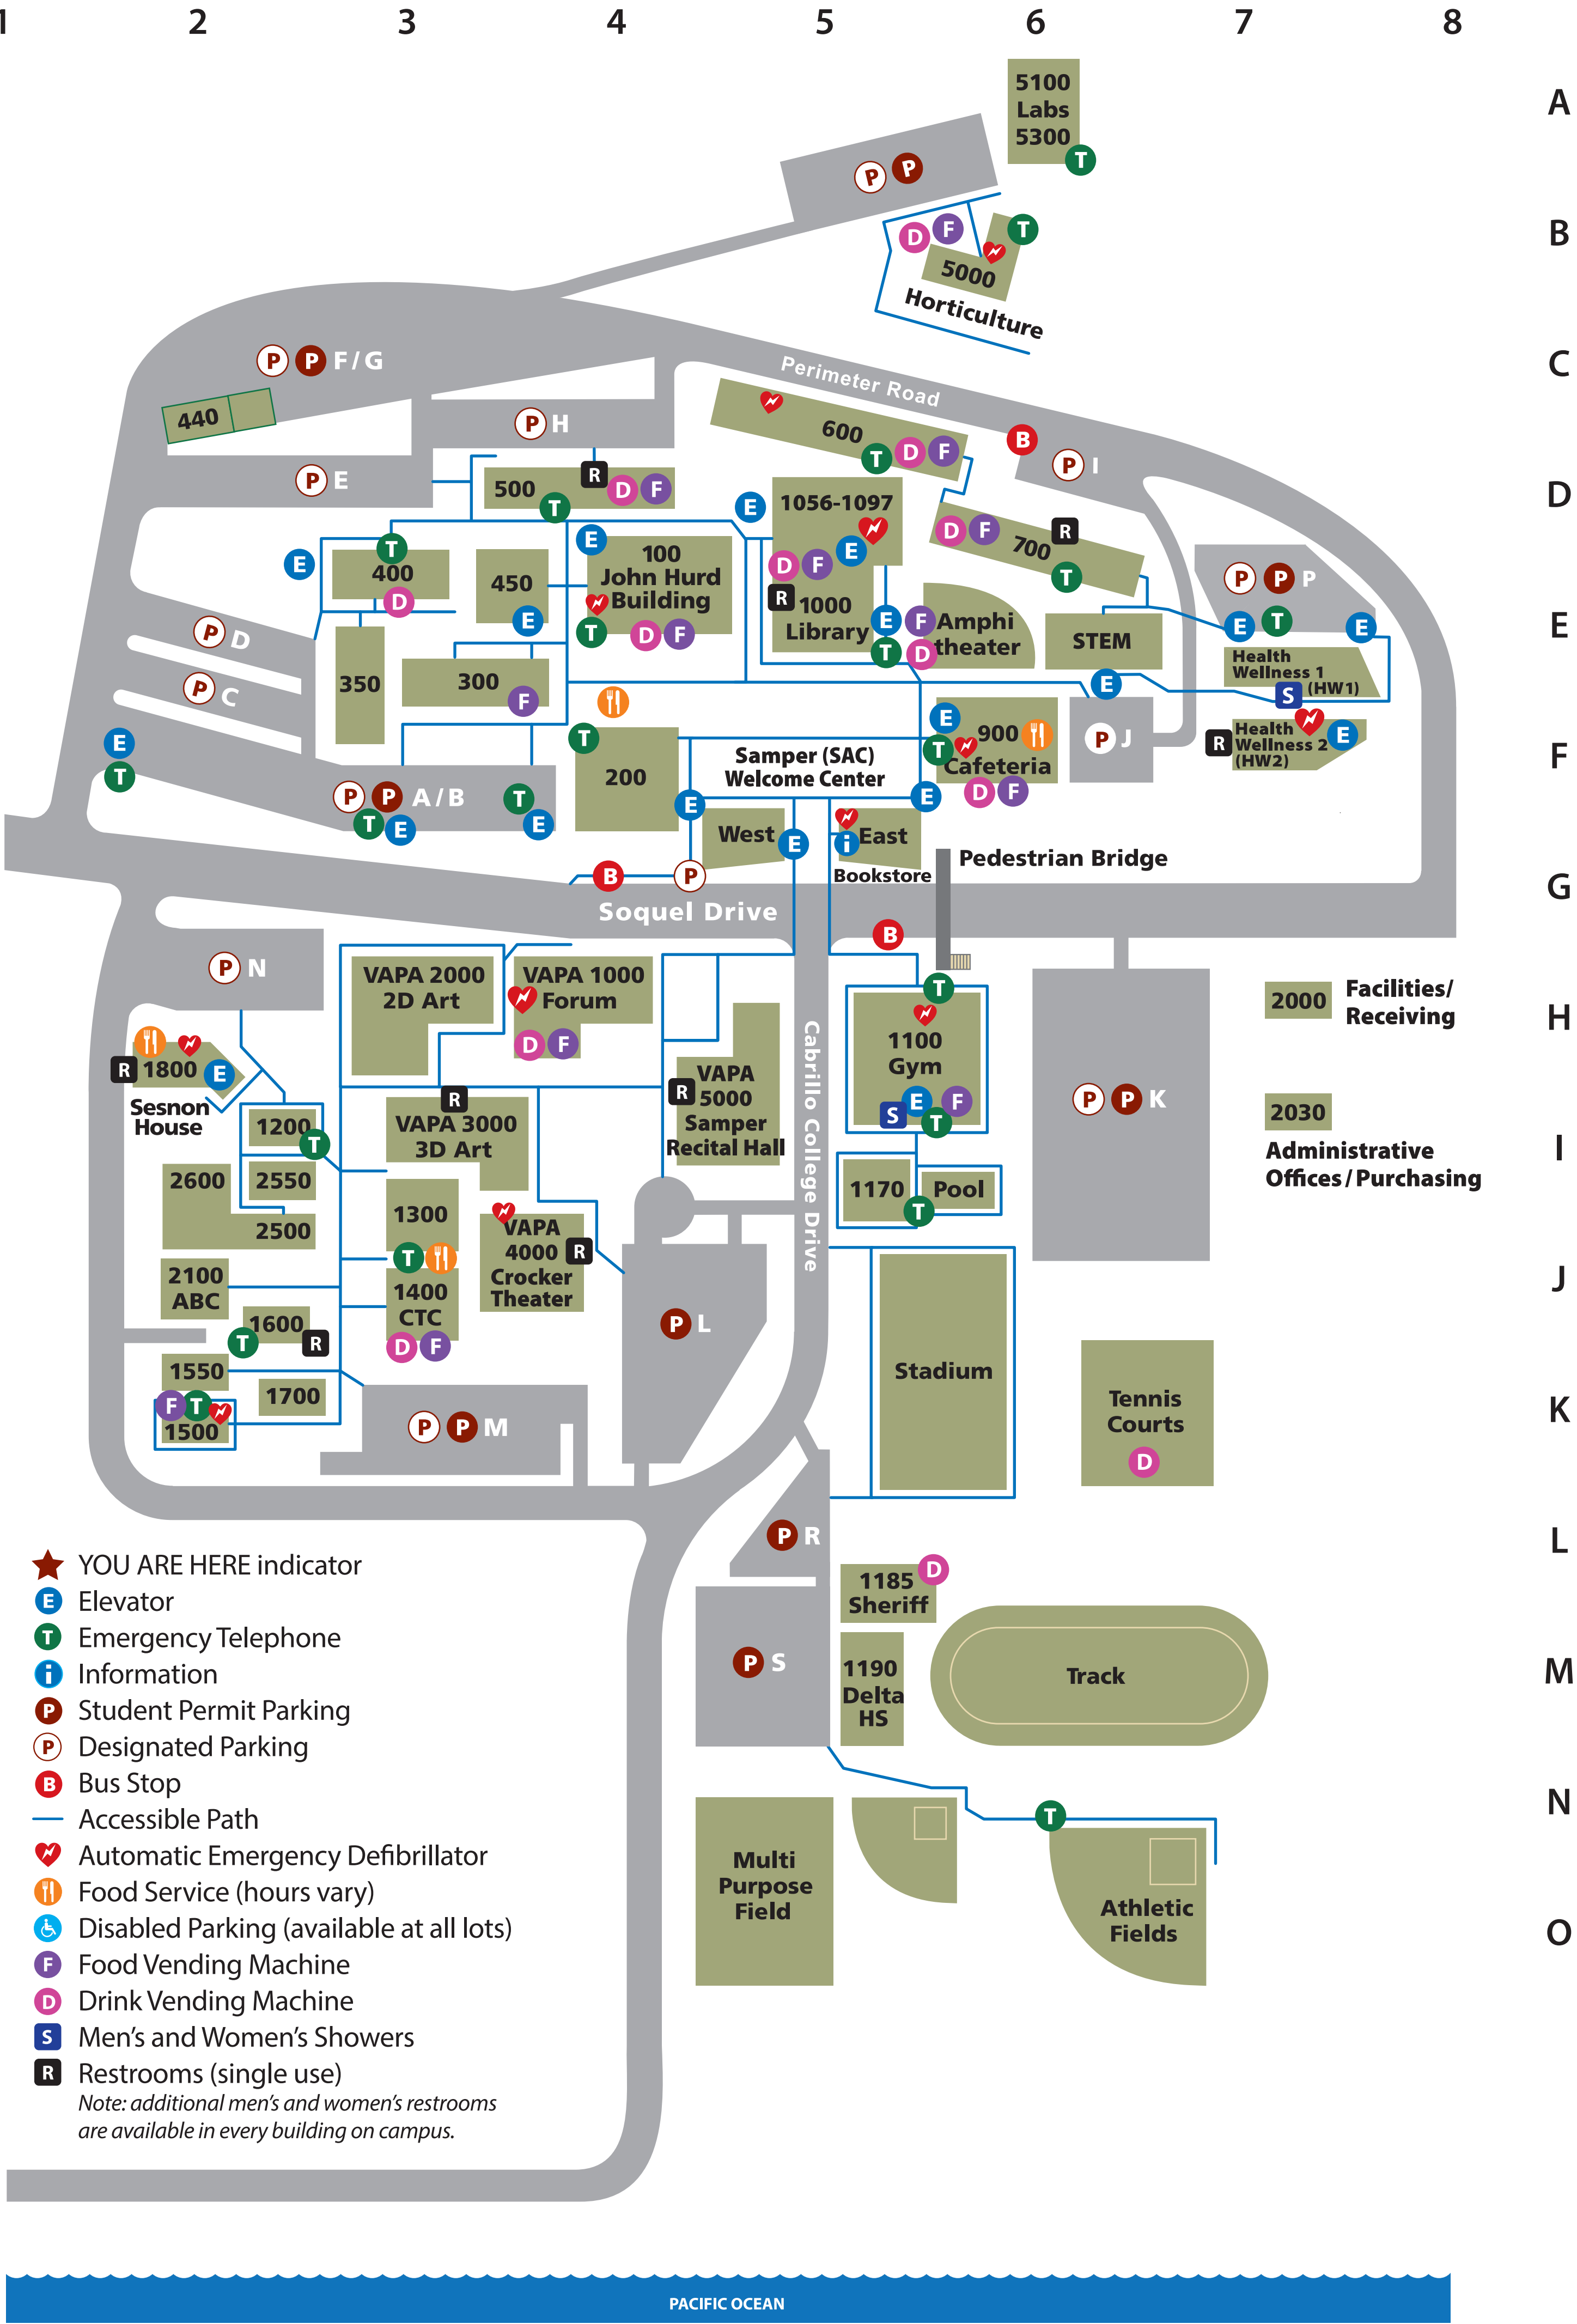 1 2 3 4 5 6 7 8
A
B
C
D
E
F
G
H
I
J
K
L
M
N
O
5100
Labs
5300
T
P P
D F T
5000
Horticulture
P P F/G
440
Perimeter Road
P H
P E
600
T D F
B
P I
500
R D F
T
E
1056-1097
E
D F
R
1000
Library
E
T
D F
R
700
T
E
T
400
D
450
E
E
100
John Hurd
Building
T D F
F
D
Amphi
theater
STEM
E
P P P
E T E
Health
Wellness 1
(HW1)
S
R
Health
Wellness 2
(HW2)
E
P D
P C
350
300
F
E
T
T
200
Samper (SAC)
Welcome Center
E
T
900
Cafeteria
D F
P J
P P A/B
T E
T
E
E
West
E
i
East
E
Bookstore
Pedestrian Bridge
B P
Soquel Drive
B
P N
VAPA 2000
2D Art
VAPA 1000
Forum
D F
Cabrillo College Drive
T
1100
Gym
S E F
T
P P K
2000
Facilities/
Receiving
2030
Administrative
Offices/Purchasing
R 1800 E
Sesnon
House
1200
T
2550
2600
2500
R
VAPA 3000
3D Art
R
VAPA
5000
Samper
Recital Hall
1170
Pool
T
1300
T
1400
CTC
D F
VAPA
4000
Crocker
Theater
R
2100
ABC
1600
T R
1550
1700
F T
1500
P P M
P L
Stadium
Tennis
Courts
D
P R
1185
Sheriff
D
P S
1190
Delta
HS
Track
T
Multi
Purpose
Field
Athletic
Fields
YOU ARE HERE indicator
E Elevator
T Emergency Telephone
i Information
P Student Permit Parking
P Designated Parking
B Bus Stop
Accessible Path
Automatic Emergency Defibrillator
Food Service (hours vary)
Disabled Parking (available at all lots)
F Food Vending Machine
D Drink Vending Machine
S Men's and Women's Showers
R Restrooms (single use)
Note: additional men's and women's restrooms
are available in every building on campus.
PACIFIC OCEAN